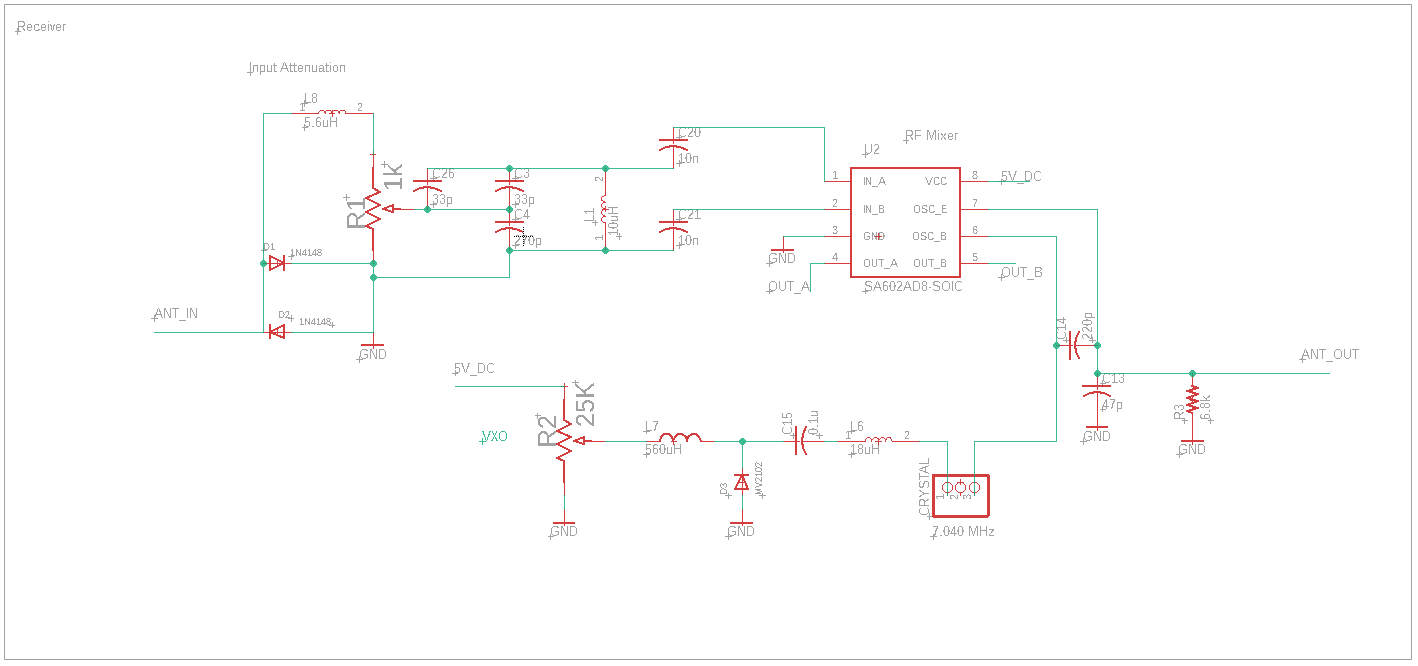 Receiver
Input Attenuation
L8
1
2
5.6uH
R1
1K
C26
33p
C3
33p
C4
270p
L1
10uH
2
1
C20
10n
C21
10n
RF Mixer
U2
1
IN_A
VCC
8
5V_DC
2
IN_B
OSC_E
7
3
GND
OSC_B
6
4
OUT_A
OUT_B
5
GND
OUT_A
OUT_B
SA602AD8-SOIC
D1
1N4148
D2
1N4148
ANT_IN
GND
C14
220p
ANT_OUT
C13
47p
GND
R3
6.8k
GND
5V_DC
R2
25K
VXO
GND
L7
560uH
D3
MV2102
GND
C15
0.1u
L6
1
2
18uH
CRYSTAL
1
2
3
7.040 MHz